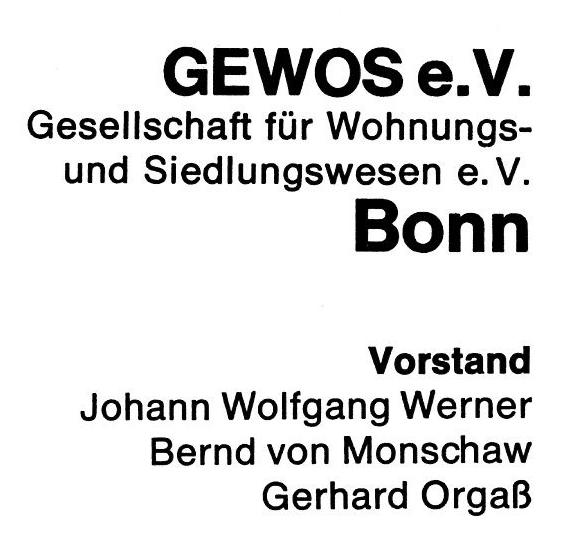 GEWOS e.V.
Gesellschaft für Wohnungs-
und Siedlungswesen e.V.
Bonn
Vorstand
Johann Wolfgang Werner
Bernd von Monschaw
Gerhard Orgaß